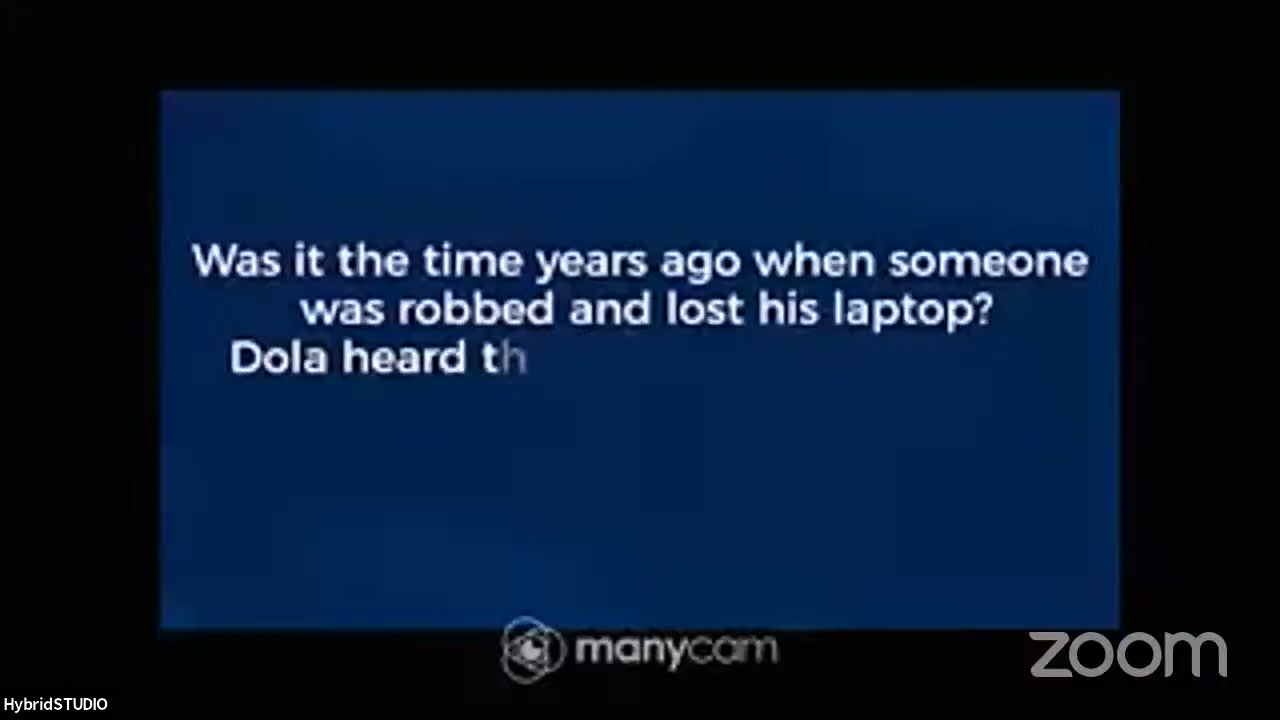 Was it the time years ago when someone
was robbed and lost his laptop?
Dola heard th
manycam
zoom
HybridSTUDIO